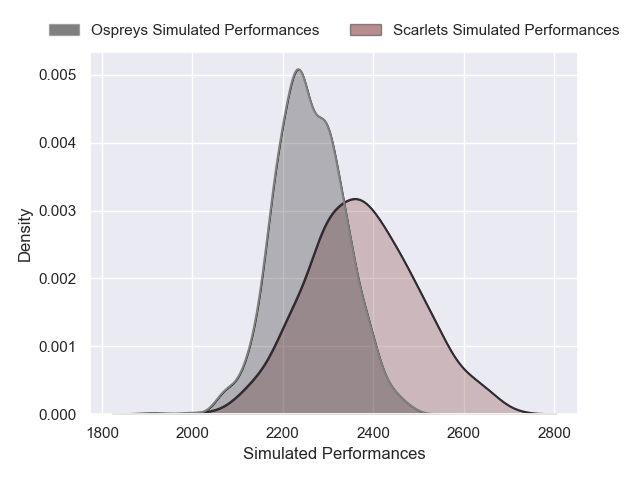 Ospreys Simulated Performances Scarlets Simulated Performances
0.005
0.004
0.003
0.002
0.001
0.000
Density
1800 2000 2200 2400 2600 2800
Simulated Performances